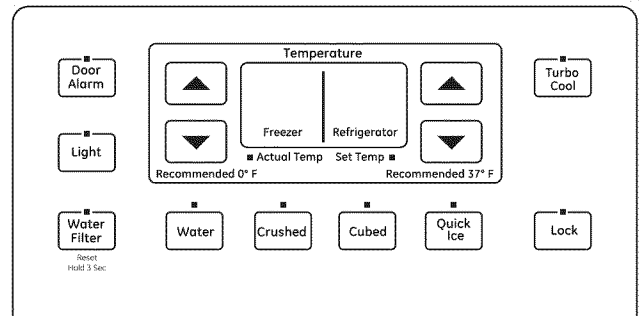 Temperature
Door
Alarm
Turbo
Cool
Freezer
Refrigerator
Light
Actual Temp
Set Temp
Recommended 0° F
Recommended 37° F
Water
Filter
Water
Crushed
Cubed
Quick
Ice
Lock
Reset
Hold 3 Sec